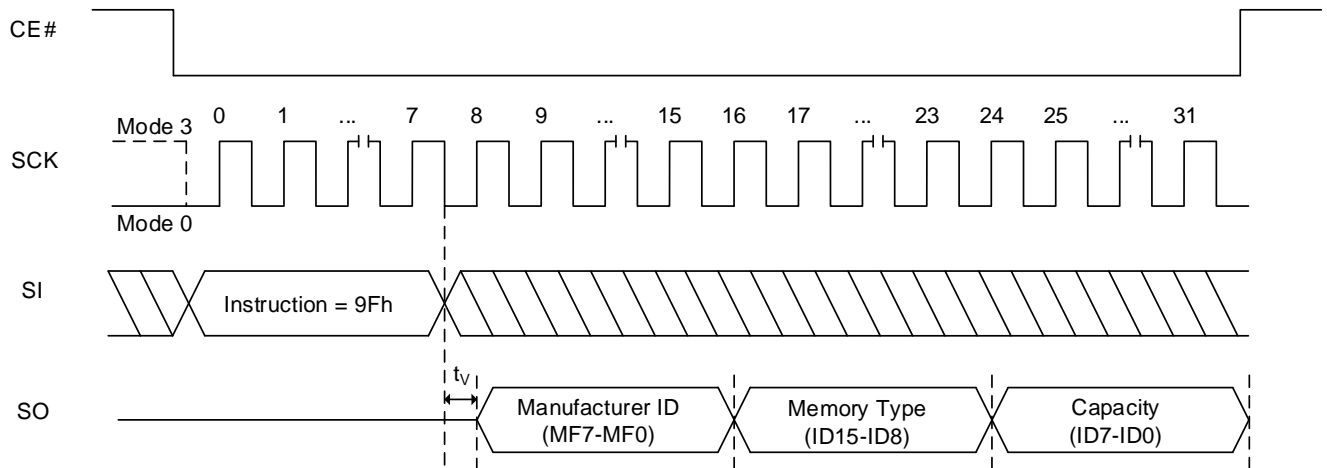 CE#
0 1 ... 7 8 9 ... 15 16 17 ... 23 24 25 ... 31
Mode 3
SCK
Mode 0
SI
Instruction = 9Fh
tV
SO
Manufacturer ID
(MF7-MF0)
Memory Type
(ID15-ID8)
Capacity
(ID7-ID0)